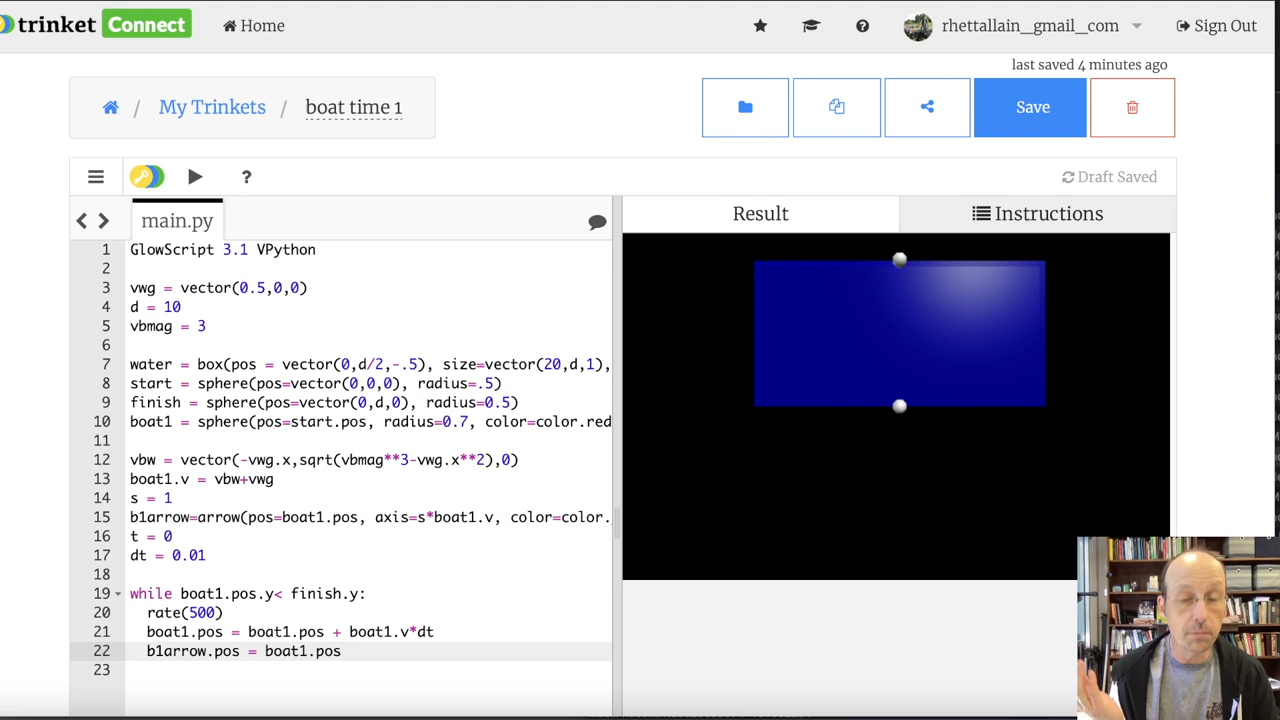 trinket Connect Home rhettallain_gmail_com Sign Out
last saved 4 minutes ago
/ My Trinkets / boat time 1 Save
? Draft Saved
main.py Result Instructions
1 GlowScript 3.1 VPython
2
3 vwg = vector(0.5,0,0)
4 d = 10
5 vbmag = 3
6
7 water = box(pos = vector(0,d/2,-.5), size=vector(20,d,1),
8 start = sphere(pos=vector(0,0,0), radius=.5)
9 finish = sphere(pos=vector(0,d,0), radius=0.5)
10 boat1 = sphere(pos=start.pos, radius=0.7, color=color.red
11
12 vbw = vector(-vwg.x,sqrt(vbmag**3-vwg.x**2),0)
13 boat1.v = vbw+vwg
14 s = 1
15 b1arrow=arrow(pos=boat1.pos, axis=s*boat1.v, color=color.
16 t = 0
17 dt = 0.01
18
19 while boat1.pos.y< finish.y:
20 rate(500)
21 boat1.pos = boat1.pos + boat1.v*dt
22 b1arrow.pos = boat1.pos
23